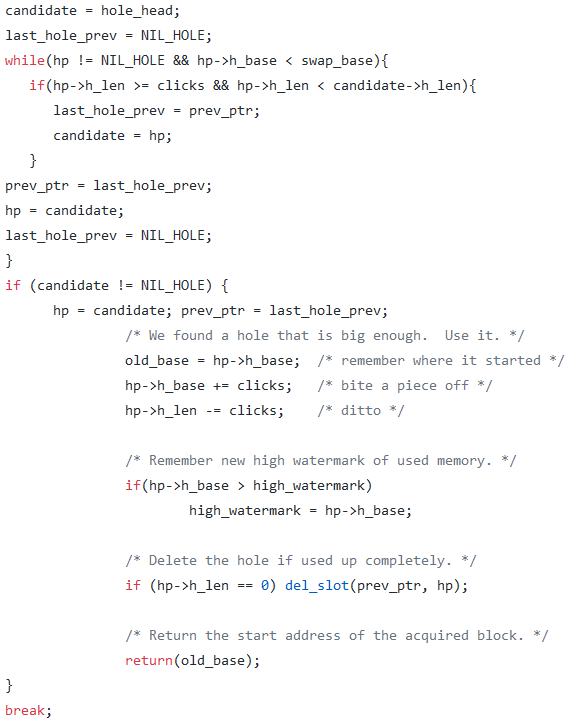 candidate = hole_head;
last_hole_prev = NIL_HOLE;
while(hp != NIL_HOLE && hp->h_base < swap_base){
   if(hp->h_len >= clicks && hp->h_len < candidate->h_len){
      last_hole_prev = prev_ptr;
      candidate = hp;
   }
prev_ptr = last_hole_prev;
hp = candidate;
last_hole_prev = NIL_HOLE;
}
if (candidate != NIL_HOLE) {
      hp = candidate; prev_ptr = last_hole_prev;
               /* We found a hole that is big enough.  Use it. */
               old_base = hp->h_base;  /* remember where it started */
               hp->h_base += clicks;   /* bite a piece off */
               hp->h_len -= clicks;    /* ditto */
               /* Remember new high watermark of used memory. */
               if(hp->h_base > high_watermark)
                       high_watermark = hp->h_base;
               /* Delete the hole if used up completely. */
               if (hp->h_len == 0) del_slot(prev_ptr, hp);
               /* Return the start address of the acquired block. */
               return(old_base);
}
break;